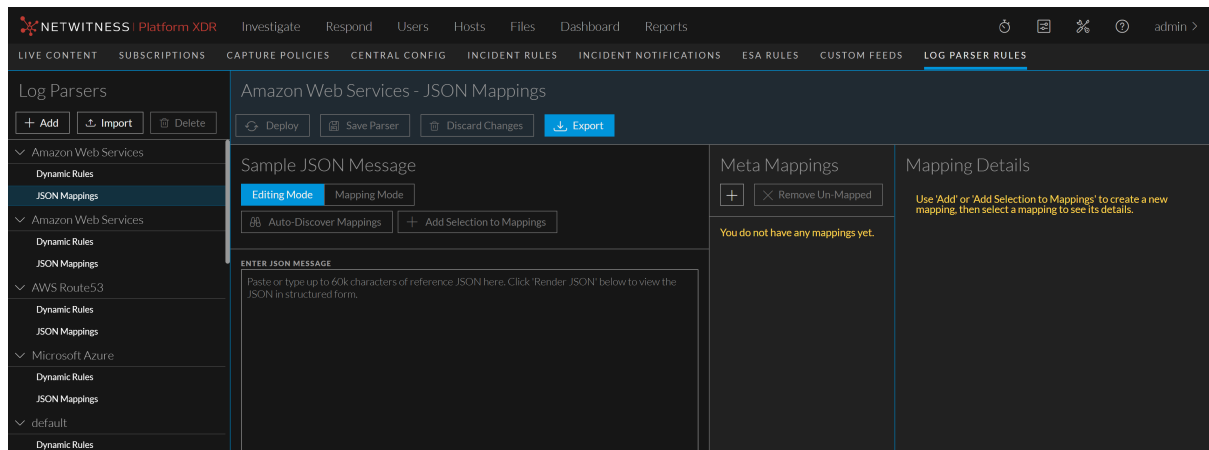 NETWITNESS Platform XDR Investigate Respond Users Hosts Files Dashboard Reports admin >
LIVE CONTENT SUBSCRIPTIONS CAPTURE POLICIES CENTRAL CONFIG INCIDENT RULES INCIDENT NOTIFICATIONS ESA RULES CUSTOM FEEDS LOG PARSER RULES
Log Parsers
+ Add Import Delete
Amazon Web Services
Dynamic Rules
JSON Mappings
Amazon Web Services
Dynamic Rules
JSON Mappings
AWS Route53
Dynamic Rules
JSON Mappings
Microsoft Azure
Dynamic Rules
JSON Mappings
default
Dynamic Rules
Amazon Web Services - JSON Mappings
Deploy Save Parser Discard Changes Export
Sample JSON Message
Editing Mode Mapping Mode
Auto-Discover Mappings + Add Selection to Mappings
ENTER JSON MESSAGE
Paste or type up to 60k characters of reference JSON here. Click 'Render JSON' below to view the
JSON in structured form.
Meta Mappings
+ Remove Un-Mapped
You do not have any mappings yet.
Mapping Details
Use 'Add' or 'Add Selection to Mappings' to create a new
mapping, then select a mapping to see its details.